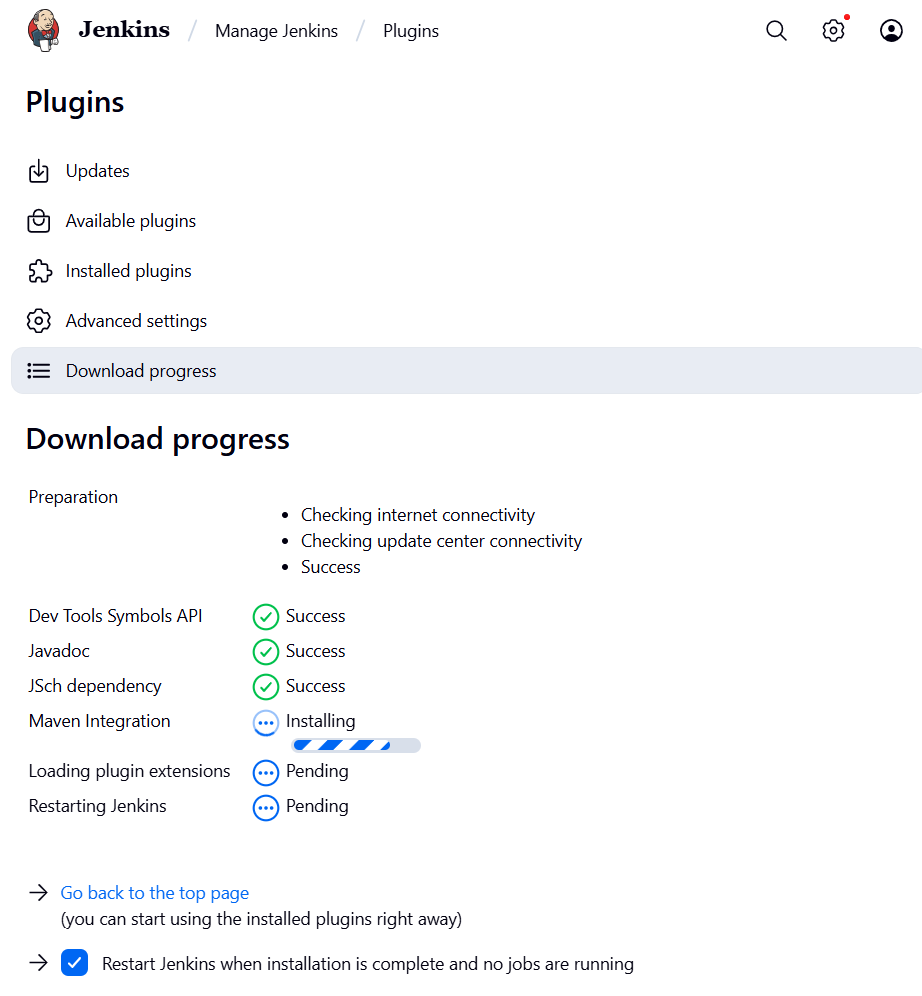 Jenkins / Manage Jenkins / Plugins
Plugins
Updates
Available plugins
Installed plugins
Advanced settings
Download progress
Download progress
Preparation
• Checking internet connectivity
• Checking update center connectivity
• Success
Dev Tools Symbols API Success
Javadoc Success
JSch dependency Success
Maven Integration Installing
Loading plugin extensions Pending
Restarting Jenkins Pending
Go back to the top page
(you can start using the installed plugins right away)
Restart Jenkins when installation is complete and no jobs are running